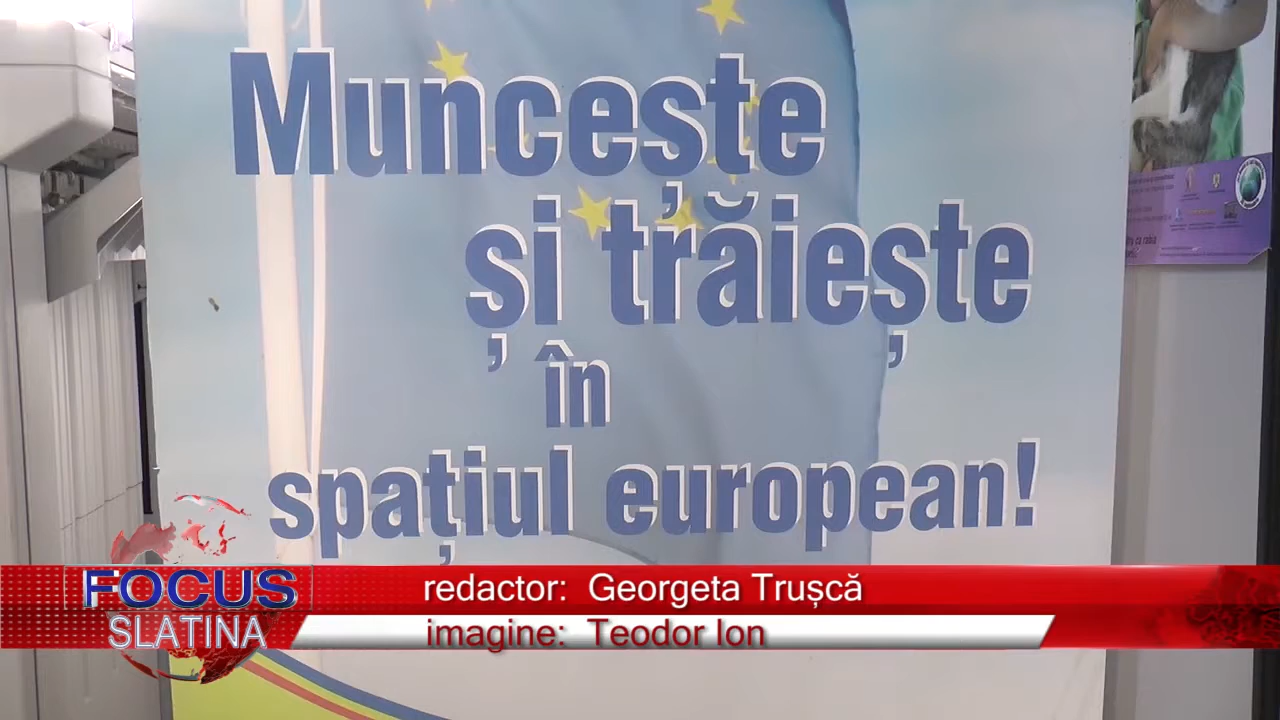 Muncește
și trăiește
în
spațiul european!
FOCUS
SLATINA
redactor: Georgeta Trușcă
imagine: Teodor Ion